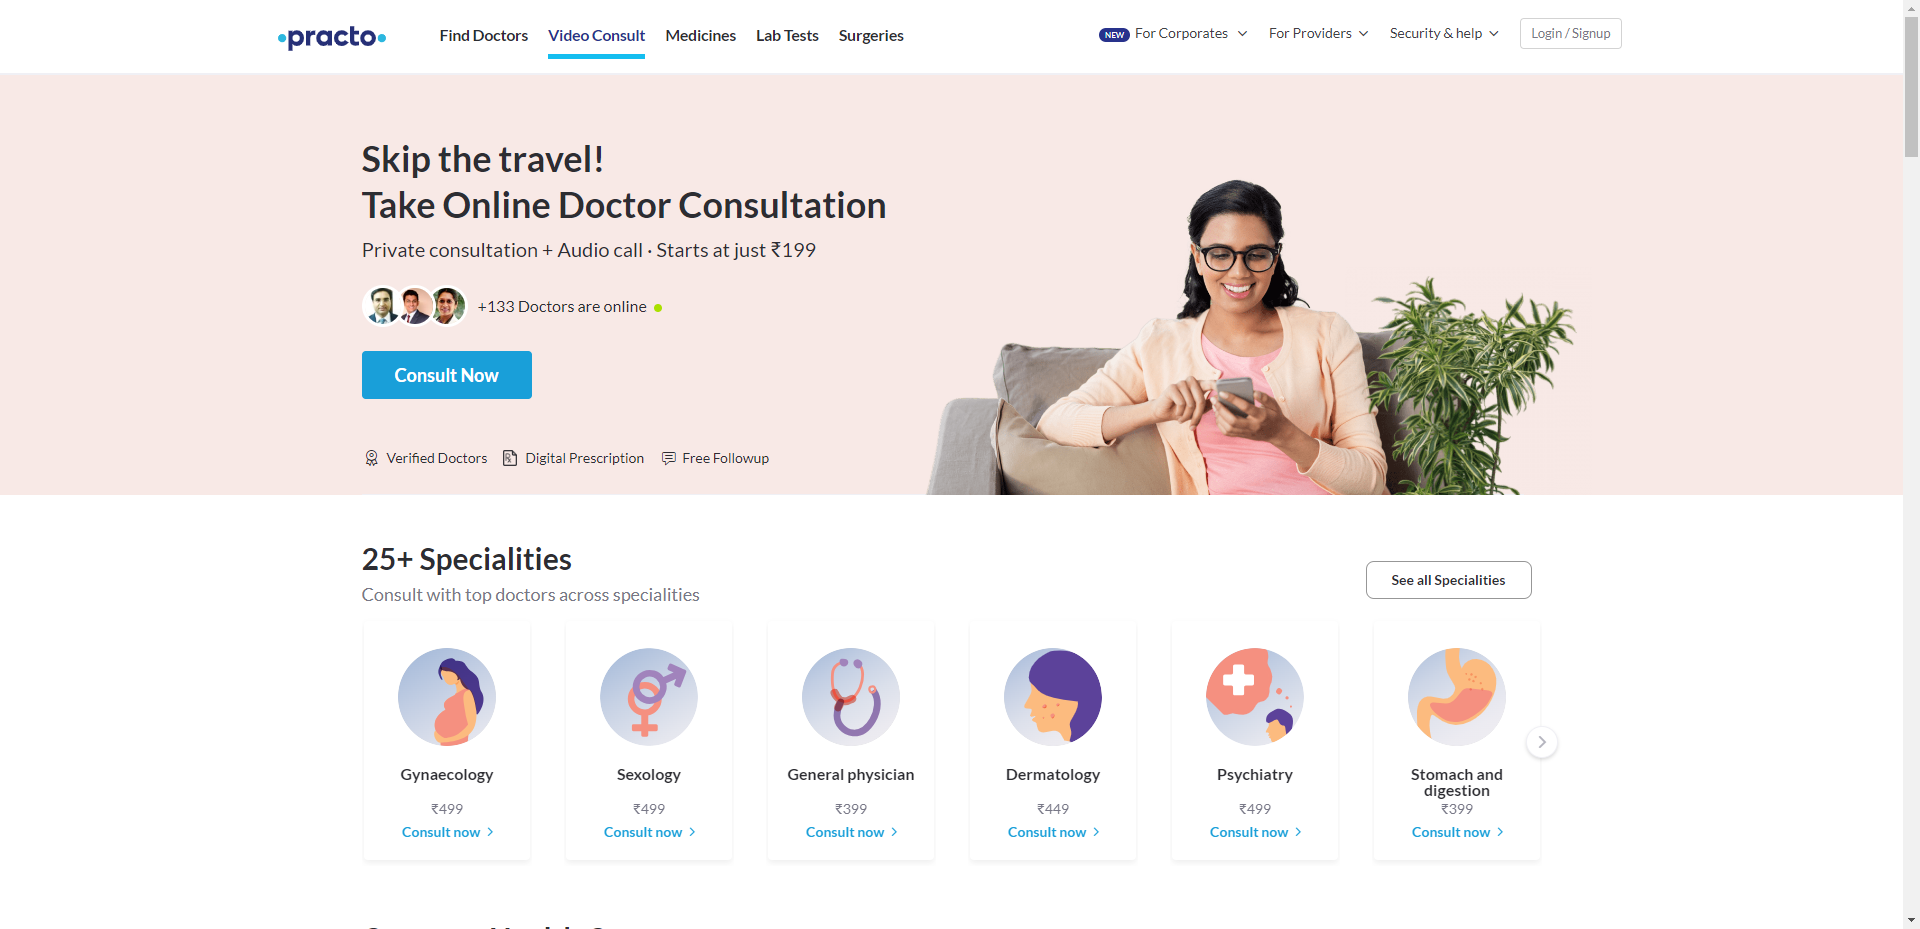 practo
Find Doctors
Video Consult
Medicines
Lab Tests
Surgeries
NEW For Corporates
For Providers
Security & help
Login / Signup
Skip the travel!
Take Online Doctor Consultation
Private consultation + Audio call · Starts at just ₹199
+133 Doctors are online
Consult Now
Verified Doctors
Digital Prescription
Free Followup
25+ Specialities
Consult with top doctors across specialities
See all Specialities
Gynaecology
₹499
Consult now
Sexology
₹499
Consult now
General physician
₹399
Consult now
Dermatology
₹449
Consult now
Psychiatry
₹499
Consult now
Stomach and
digestion
₹399
Consult now